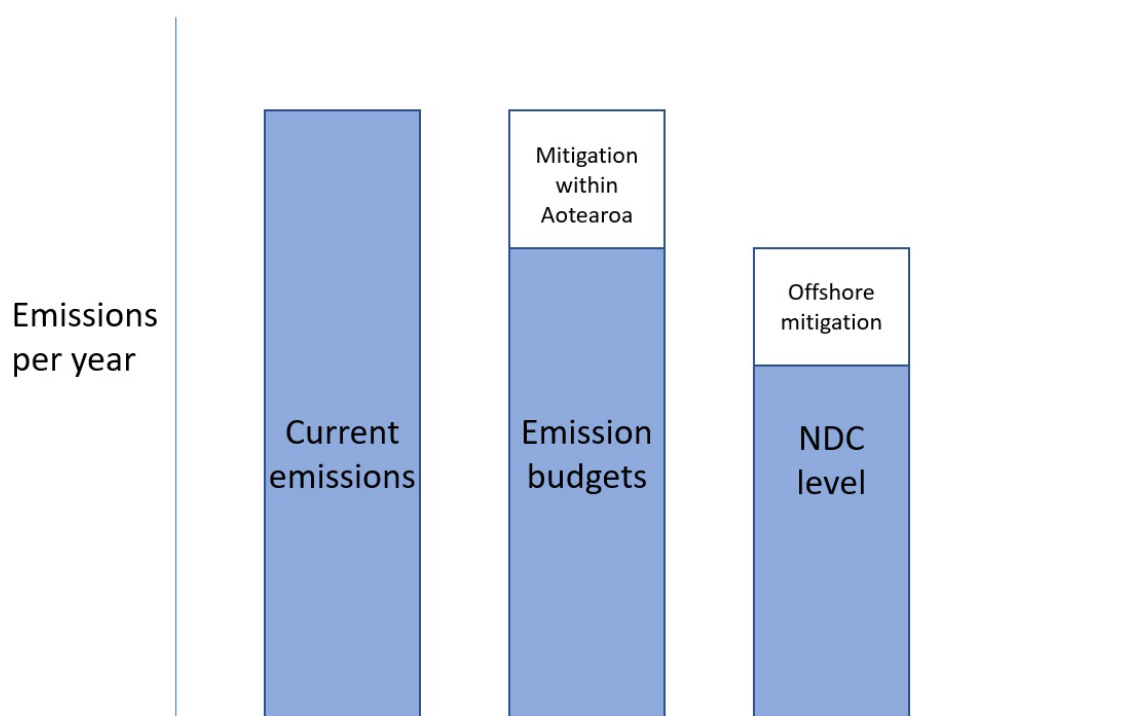 Emissions
per year
Current
emissions
Mitigation
within
Aotearoa
Emission
budgets
Offshore
mitigation
NDC
level